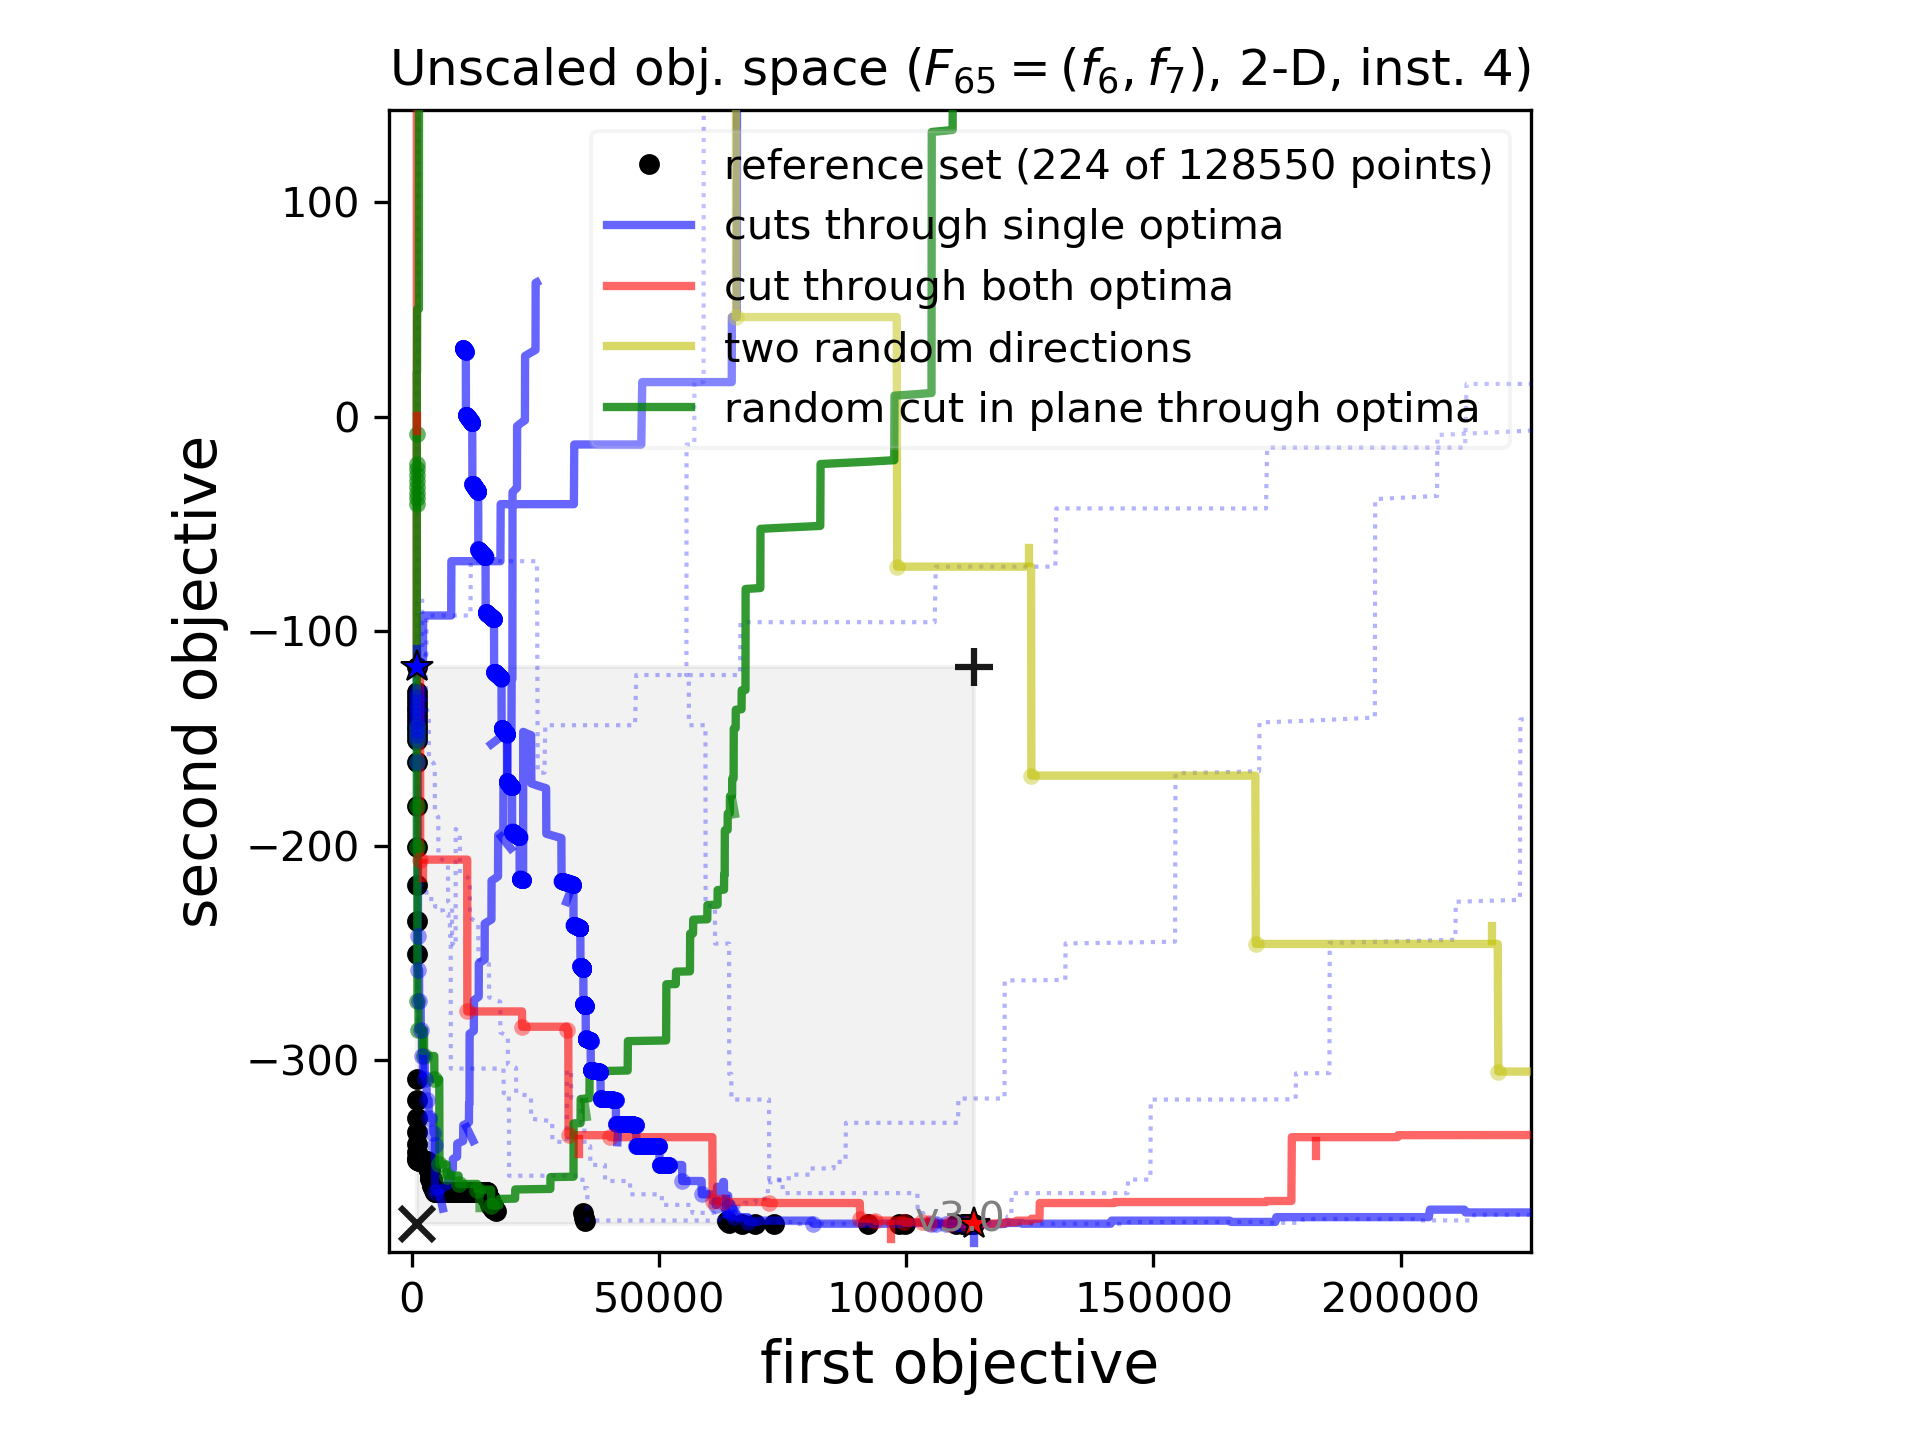 Unscaled obj. space (F65 = (f6, f7), 2-D, inst. 4)
reference set (224 of 128550 points)
cuts through single optima
cut through both optima
two random directions
random cut in plane through optima
100
0
−100
−200
−300
second objective
v3.0
0 50000 100000 150000 200000
first objective